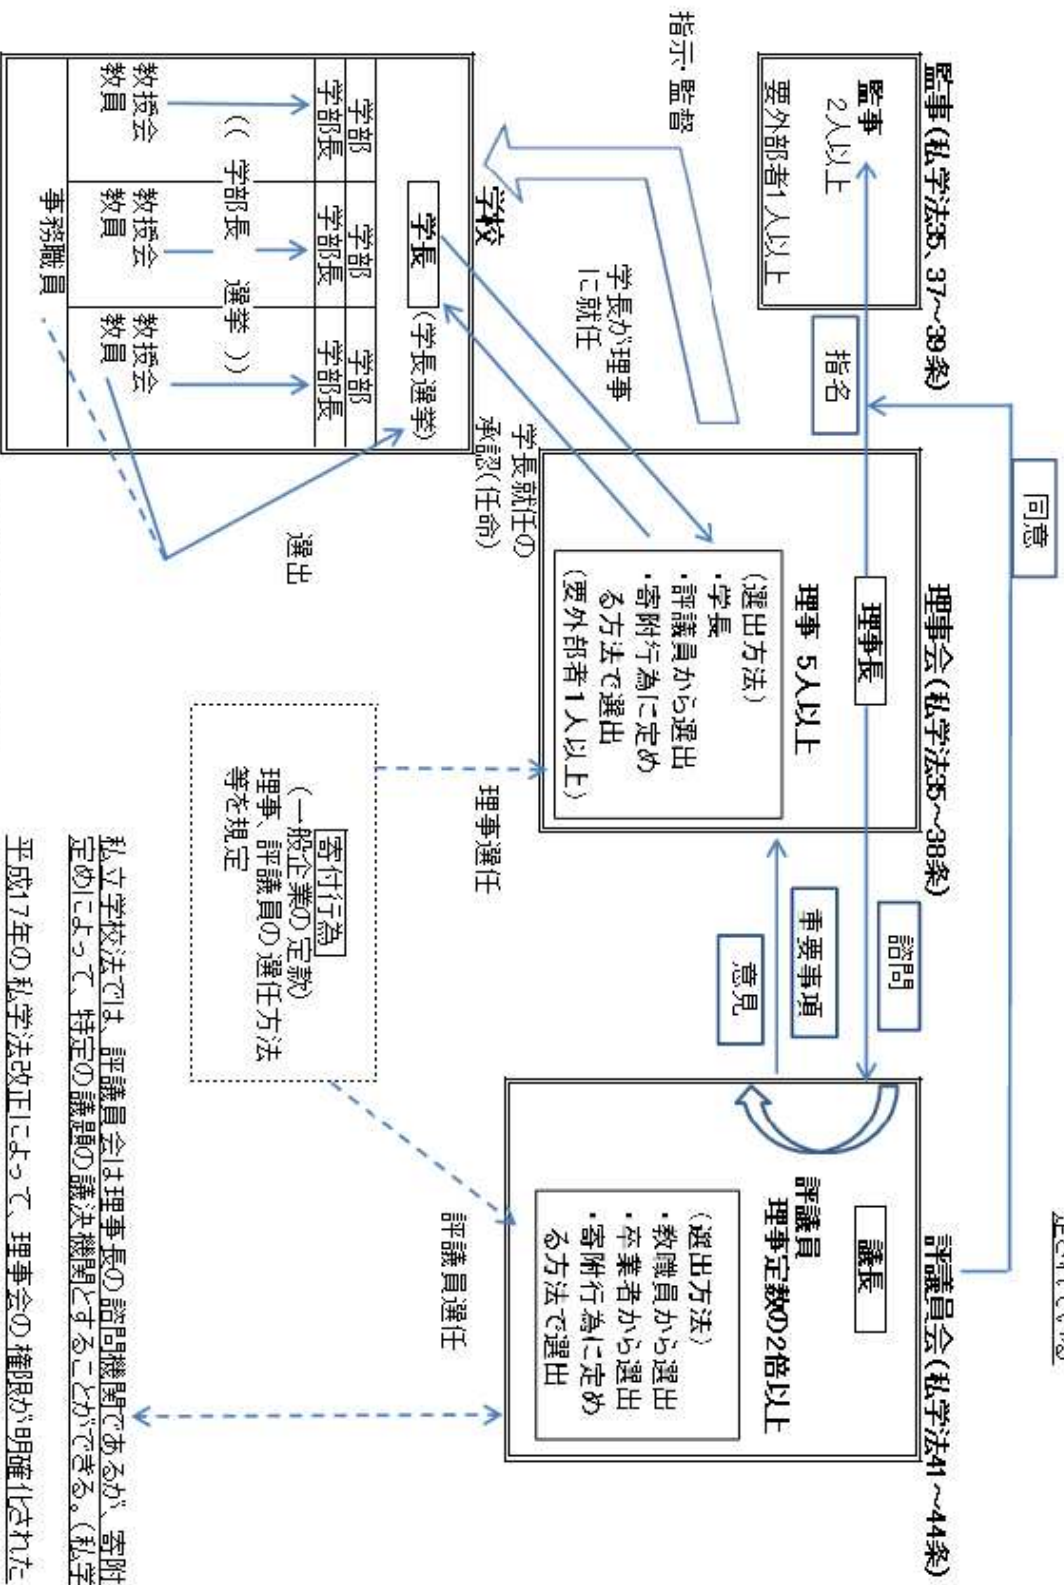 定されている
監事(私学法35、37～39条)
監事
2人以上
要外部者1人以上
指名
同意
理事会(私学法35～38条)
理事長
理事 5人以上
(選出方法)
・学長
・評議員から選出
・寄附行為に定め
る方法で選出
(要外部者1人以上)
諮問
重要事項
意見
評議員会(私学法41～44条)
議長
評議員
理事定数の2倍以上
(選出方法)
・教職員から選出
・卒業者から選出
・寄附行為に定め
る方法で選出
指示・監督
学長が理事
に就任
学長就任の
承認(任命)
学校
学長
(学長選挙)
学部 学部 学部
学部長 学部長 学部長
(( 学部長 選挙 ))
教授会 教授会 教授会
教員 教員 教員
事務職員
選出
理事選任
評議員選任
寄付行為
(一般企業の定款)
理事、評議員の選任方法
等を規定
私立学校法では、評議員会は理事長の諮問機関であるが、寄附
定めによって、特定の議題の議決機関とすることができる。(私学
平成17年の私学法改正によって、理事会の権限が明確化された